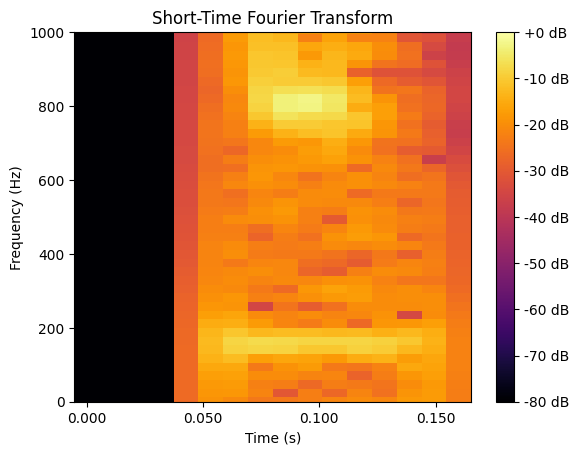 Short-Time Fourier Transform
1000
800
600
400
200
0
Frequency (Hz)
0.000
0.050
0.100
0.150
Time (s)
+0 dB
-10 dB
-20 dB
-30 dB
-40 dB
-50 dB
-60 dB
-70 dB
-80 dB